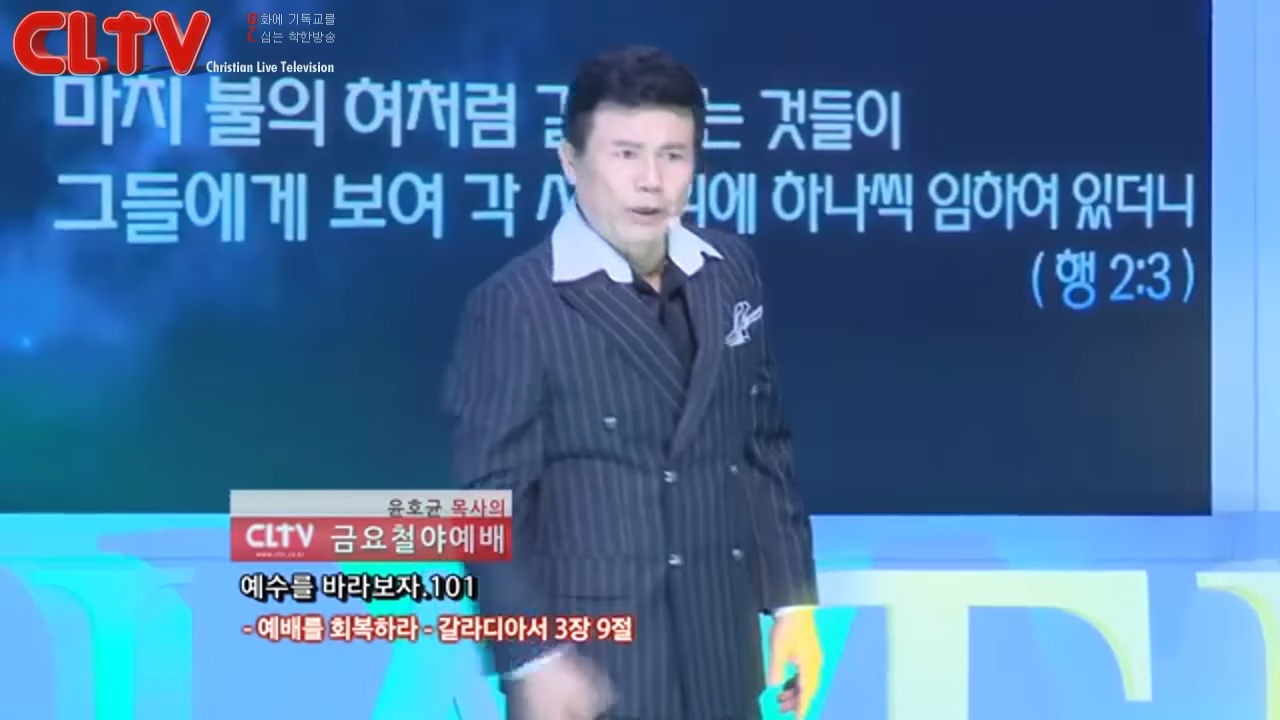 CLTV
문화에 기독교를
심는 착한방송
Christian Live Television
마치 불의 혀처럼 는 것들이
그들에게 보여 각 에 하나씩 임하여 있더니
( 행 2:3 )
윤호균 목사의
CLTV 금요철야예배
예수를 바라보자.101
- 예배를 회복하라 - 갈라디아서 3장 9절